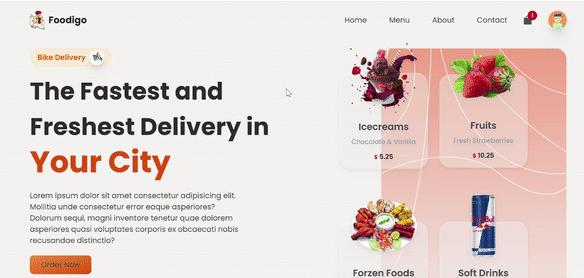 Foodigo
Home Menu About Contact
1
Bike Delivery
The Fastest and
Freshest Delivery in
Your City
Lorem ipsum dolor sit amet consectetur adipisicing elit.
Mollitia unde consectetur error eaque asperiores?
Dolorum sequi, magni inventore tenetur quae dolorem
asperiores quasi voluptates corporis ex obcaecati nobis
recusandae distinctio?
Order Now
Icecreams
Chocolate & Vanilla
$ 5.25
Fruits
Fresh Strawberries
$ 10.25
Forzen Foods
Red Bull
Soft Drinks